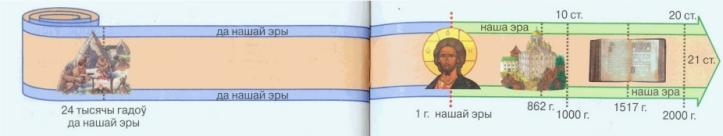 да нашай эры
да нашай эры
24 тысячы гадоў
да нашай эры
наша эра
10 ст.
20 ст.
21 ст.
наша эра
1 г. нашай эры
862 г.
1000 г.
1517 г.
2000 г.